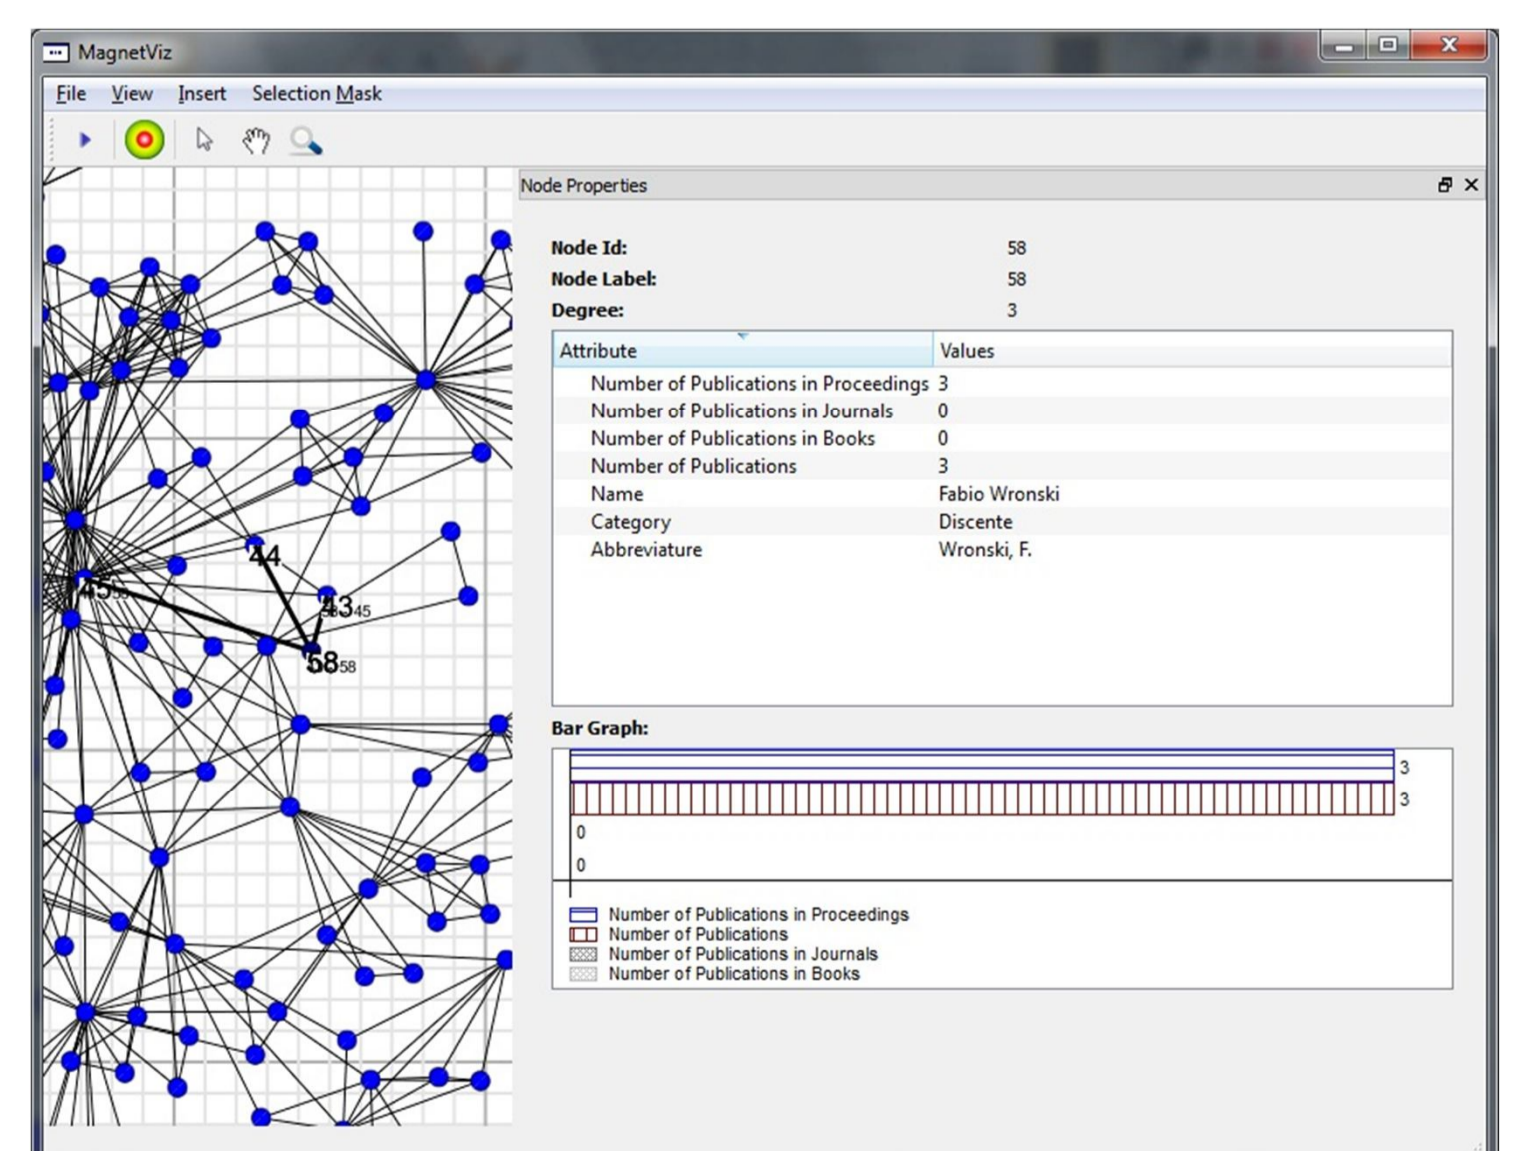 MagnetViz
File View Insert Selection Mask
Node Properties
Node Id: 58
Node Label: 58
Degree: 3
Attribute Values
Number of Publications in Proceedings 3
Number of Publications in Journals 0
Number of Publications in Books 0
Number of Publications 3
Name Fabio Wronski
Category Discente
Abbreviature Wronski, F.
44
45
43 45
58 58
Bar Graph:
3
3
0
0
Number of Publications in Proceedings
Number of Publications
Number of Publications in Journals
Number of Publications in Books